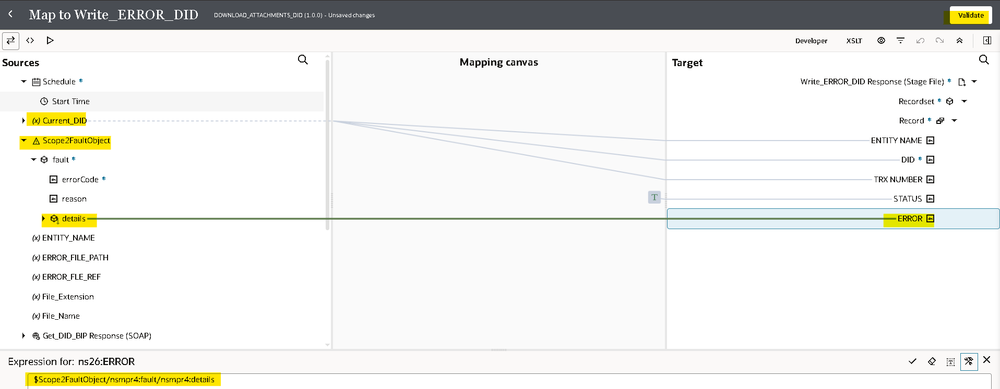 Map to Write_ERROR_DID
DOWNLOAD_ATTACHMENTS_DID (1.0.0) - Unsaved changes
Validate
Developer
XSLT
Sources
Mapping canvas
Target
Schedule *
Start Time
(x) Current_DID
Scope2FaultObject
fault *
errorCode *
reason
details
(x) ENTITY_NAME
(x) ERROR_FILE_PATH
(x) ERROR_FLE_REF
(x) File_Extension
(x) File_Name
Get_DID_BIP Response (SOAP)
T
Write_ERROR_DID Response (Stage File) *
Recordset *
Record *
ENTITY NAME
DID *
TRX NUMBER
STATUS
ERROR
Expression for: ns26:ERROR
$Scope2FaultObject/nsmpr4:fault/nsmpr4:details